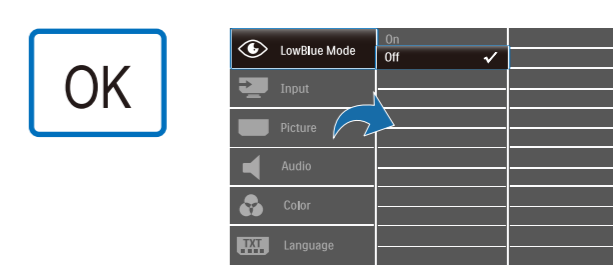 OK
LowBlue Mode
On
Off
Input
Picture
Audio
Color
TXT
Language